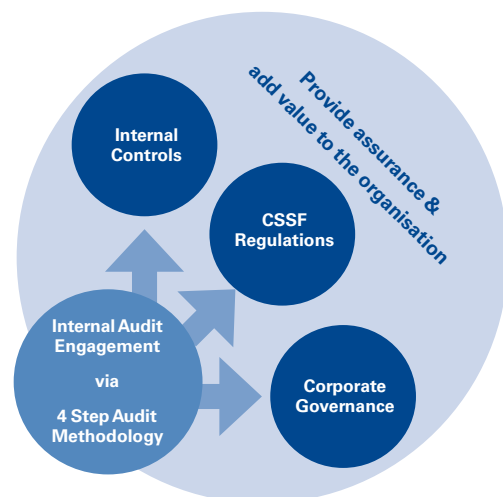 Provide assurance &
add value to the organisation
Internal
Controls
CSSF
Regulations
Internal Audit
Engagement
via
4 Step Audit
Methodology
Corporate
Governance